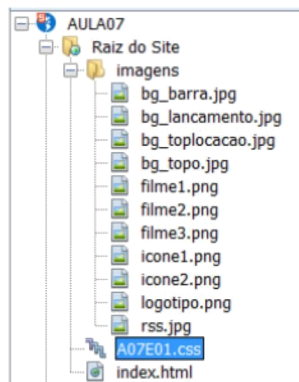 AULA07
Raiz do Site
imagens
bg_barra.jpg
bg_lancamento.jpg
bg_toplocacao.jpg
bg_topo.jpg
filme1.png
filme2.png
filme3.png
icone1.png
icone2.png
logotipo.png
rss.jpg
A07E01.css
index.html